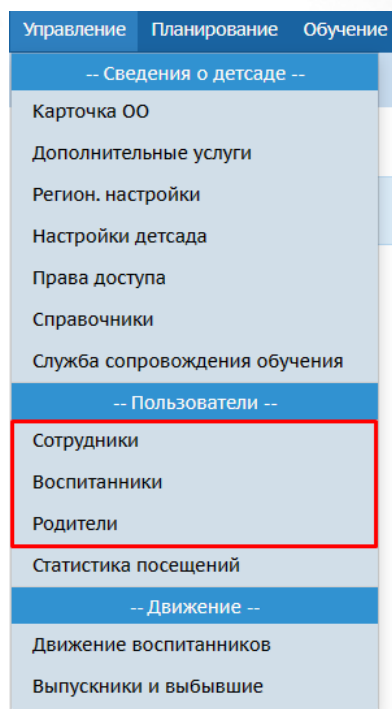 Управление Планирование Обучение
-- Сведения о детсаде --
Карточка ОО
Дополнительные услуги
Регион. настройки
Настройки детсада
Права доступа
Справочники
Служба сопровождения обучения
-- Пользователи --
Сотрудники
Воспитанники
Родители
Статистика посещений
-- Движение --
Движение воспитанников
Выпускники и выбывшие